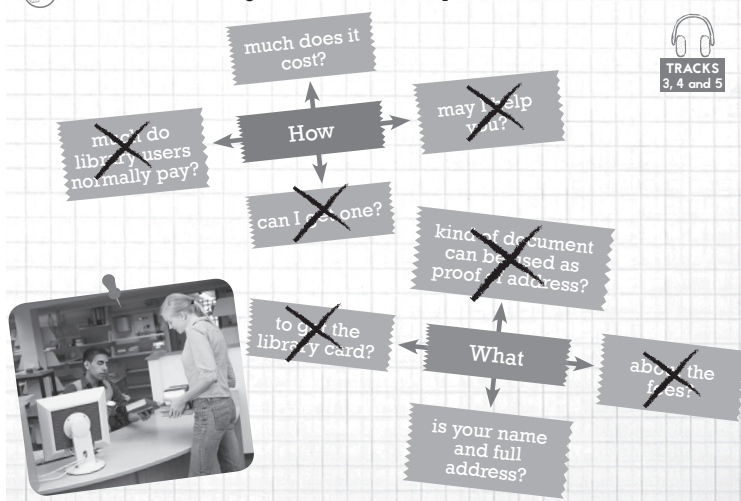 much does it
cost?
TRACKS
3, 4 and 5
may I help
you?
How
much do
library users
normally pay?
can I get one?
kind of document
can be used as
proof of address?
to get the
library card?
What
about the
fees?
is your name
and full
address?